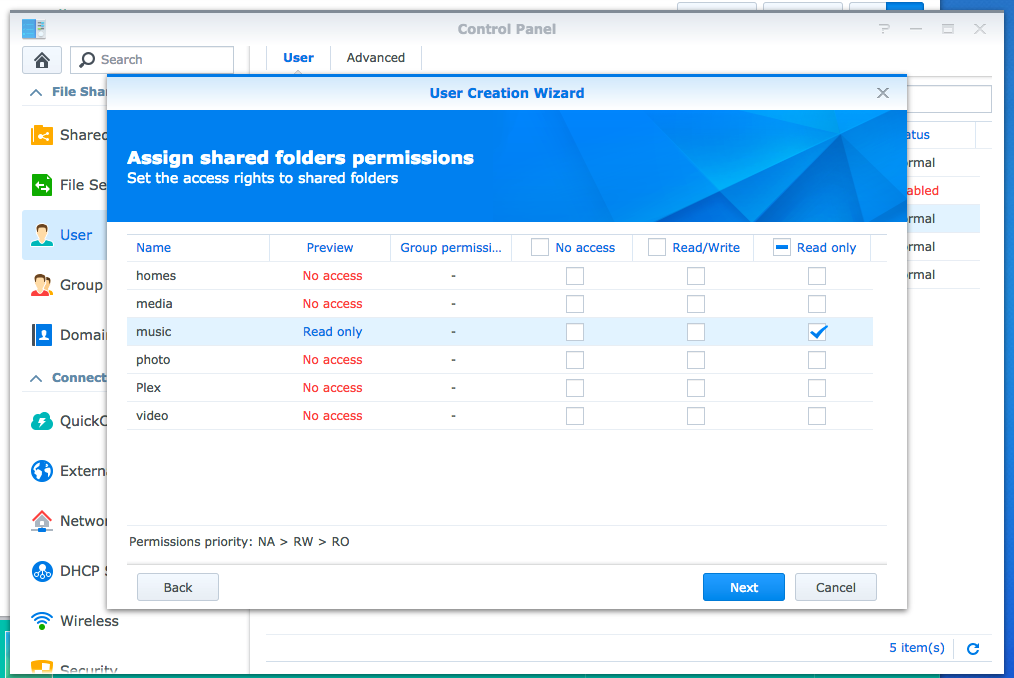 Control Panel
Search
User
Advanced
File Sha
User Creation Wizard
Assign shared folders permissions
Set the access rights to shared folders
Shared
File Se
User
Group
Domai
Connect
QuickC
Extern
Networ
DHCP S
Wireless
Security
atus
ormal
abled
ormal
ormal
ormal
Name Preview Group permissi... No access Read/Write Read only
homes No access -
media No access -
music Read only -
photo No access -
Plex No access -
video No access -
Permissions priority: NA > RW > RO
Back Next Cancel
5 item(s)